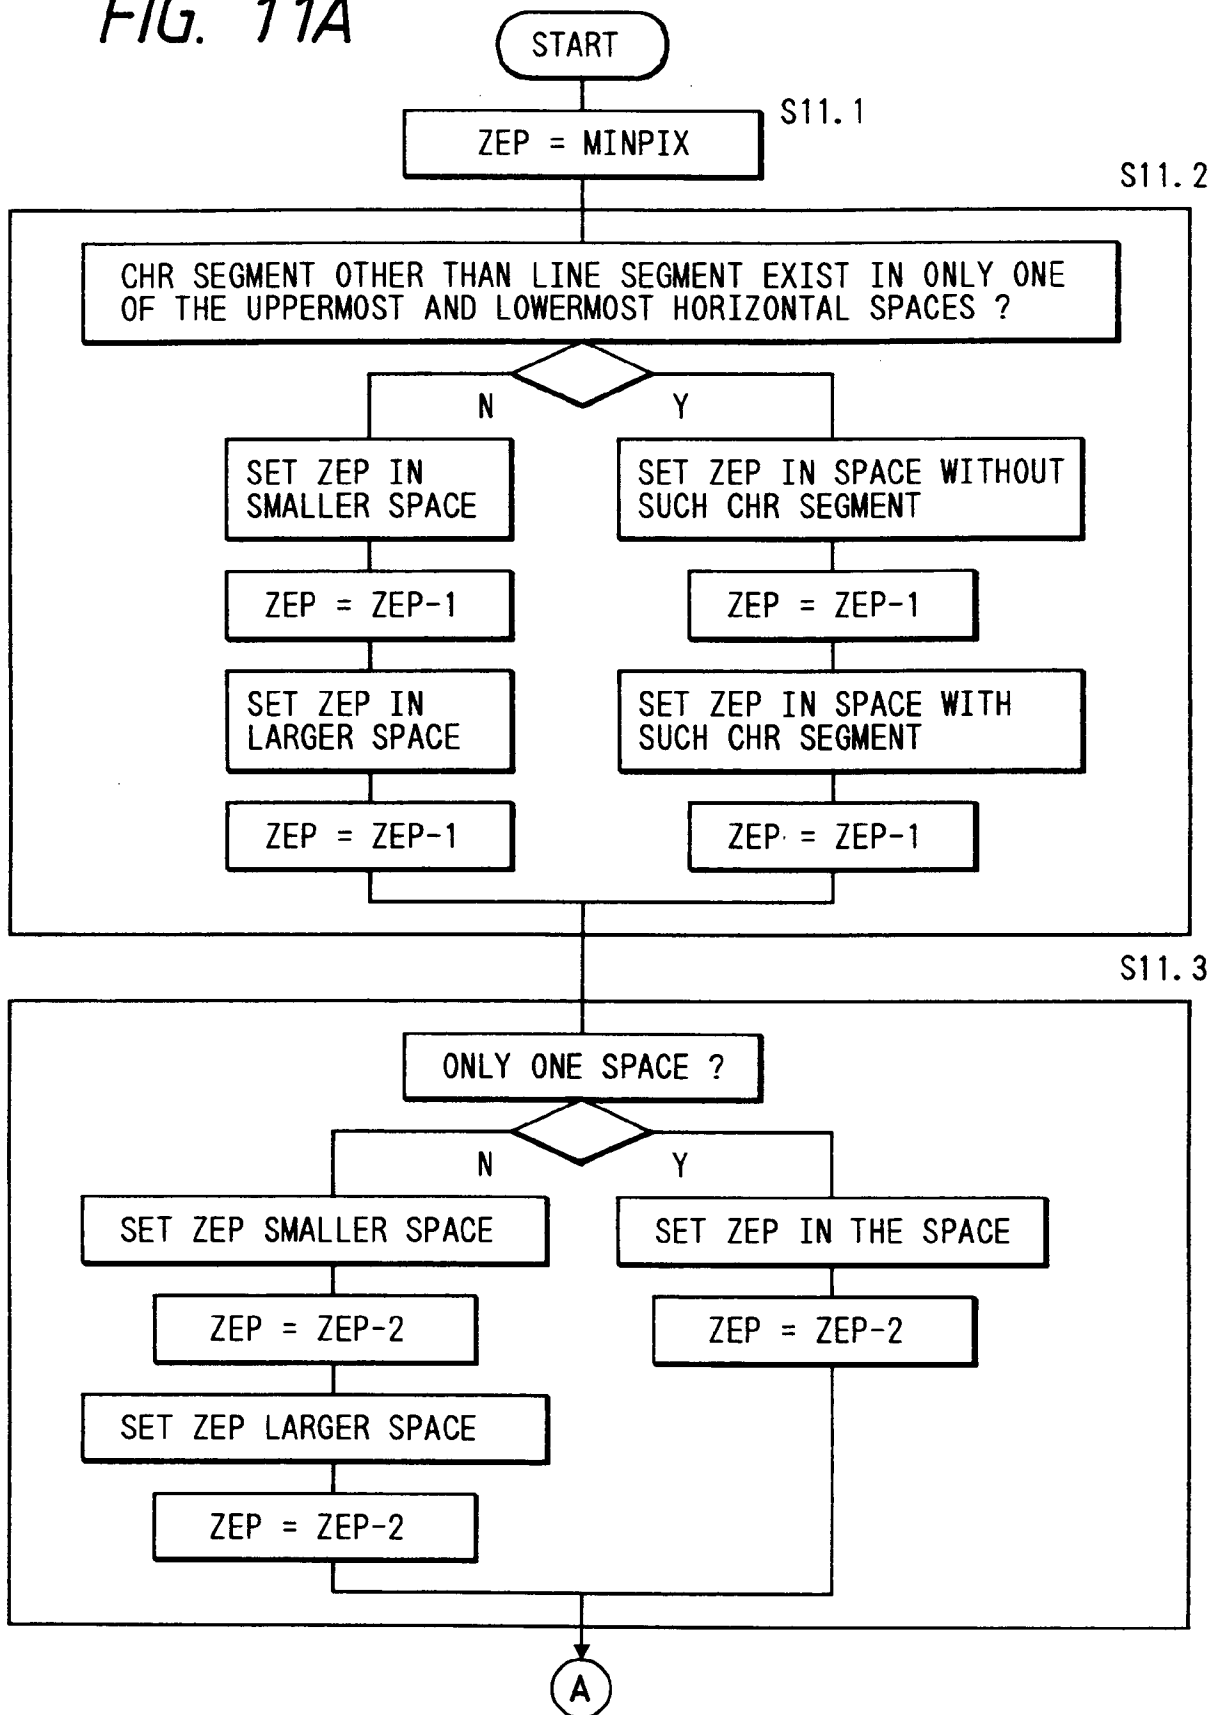 FIG. 11A
START
S11.1
ZEP = MINPIX
S11.2
CHR SEGMENT OTHER THAN LINE SEGMENT EXIST IN ONLY ONE
OF THE UPPERMOST AND LOWERMOST HORIZONTAL SPACES ?
N
Y
SET ZEP IN
SMALLER SPACE
SET ZEP IN SPACE WITHOUT
SUCH CHR SEGMENT
ZEP = ZEP-1
ZEP = ZEP-1
SET ZEP IN
LARGER SPACE
SET ZEP IN SPACE WITH
SUCH CHR SEGMENT
ZEP = ZEP-1
ZEP = ZEP-1
S11.3
ONLY ONE SPACE ?
N
Y
SET ZEP SMALLER SPACE
SET ZEP IN THE SPACE
ZEP = ZEP-2
ZEP = ZEP-2
SET ZEP LARGER SPACE
ZEP = ZEP-2
A